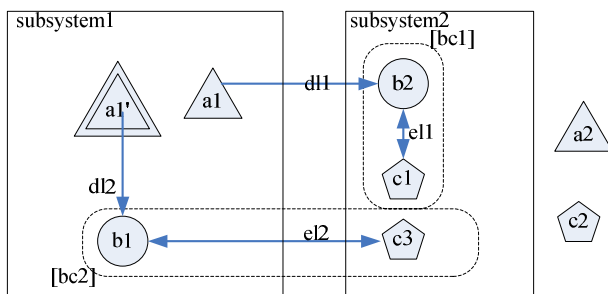 subsystem1
subsystem2
[bc1]
a1'
a1
dl1
b2
a2
el1
c1
dl2
c2
b1
el2
c3
[bc2]